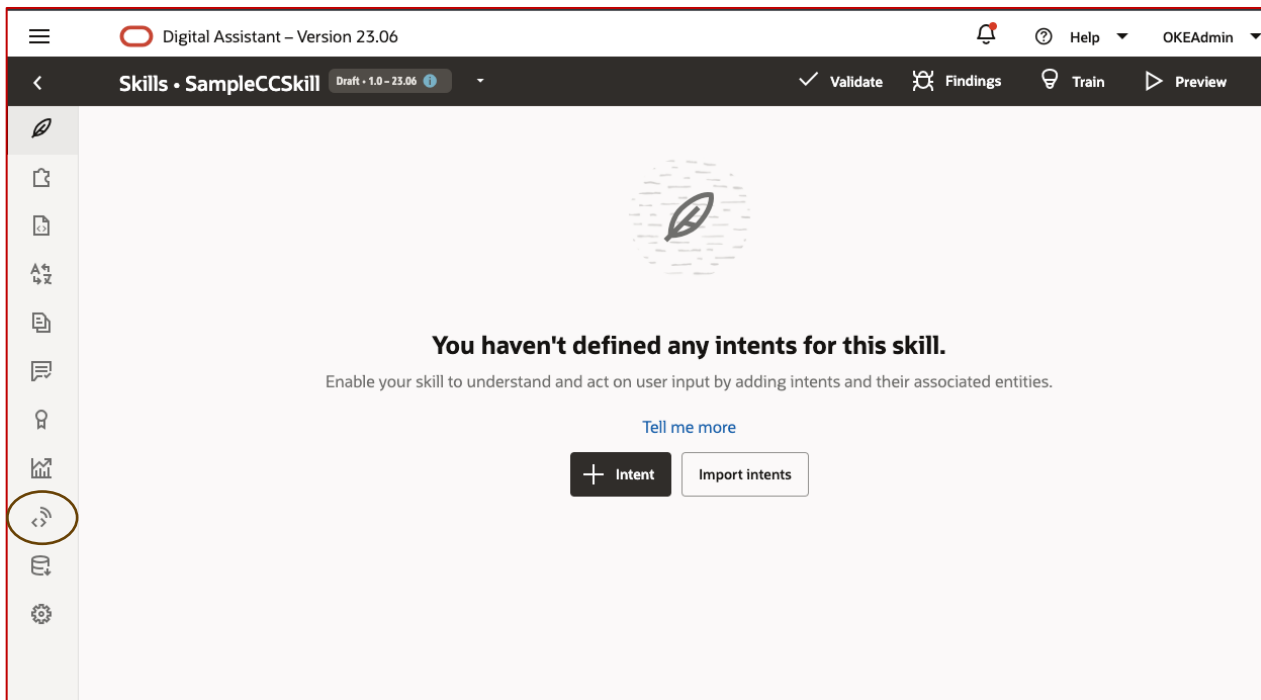 Digital Assistant – Version 23.06
Help
OKEAdmin
Skills • SampleCCSkill
Draft • 1.0 – 23.06
Validate
Findings
Train
Preview
You haven't defined any intents for this skill.
Enable your skill to understand and act on user input by adding intents and their associated entities.
Tell me more
Intent
Import intents